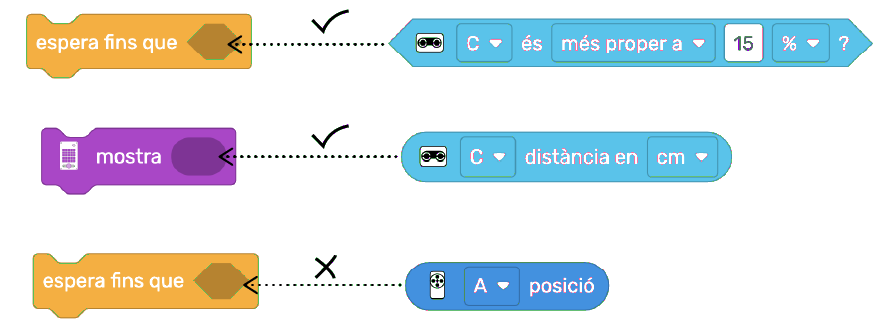 espera fins que C és més proper a 15 % ?
mostra C distància en cm
espera fins que A posició